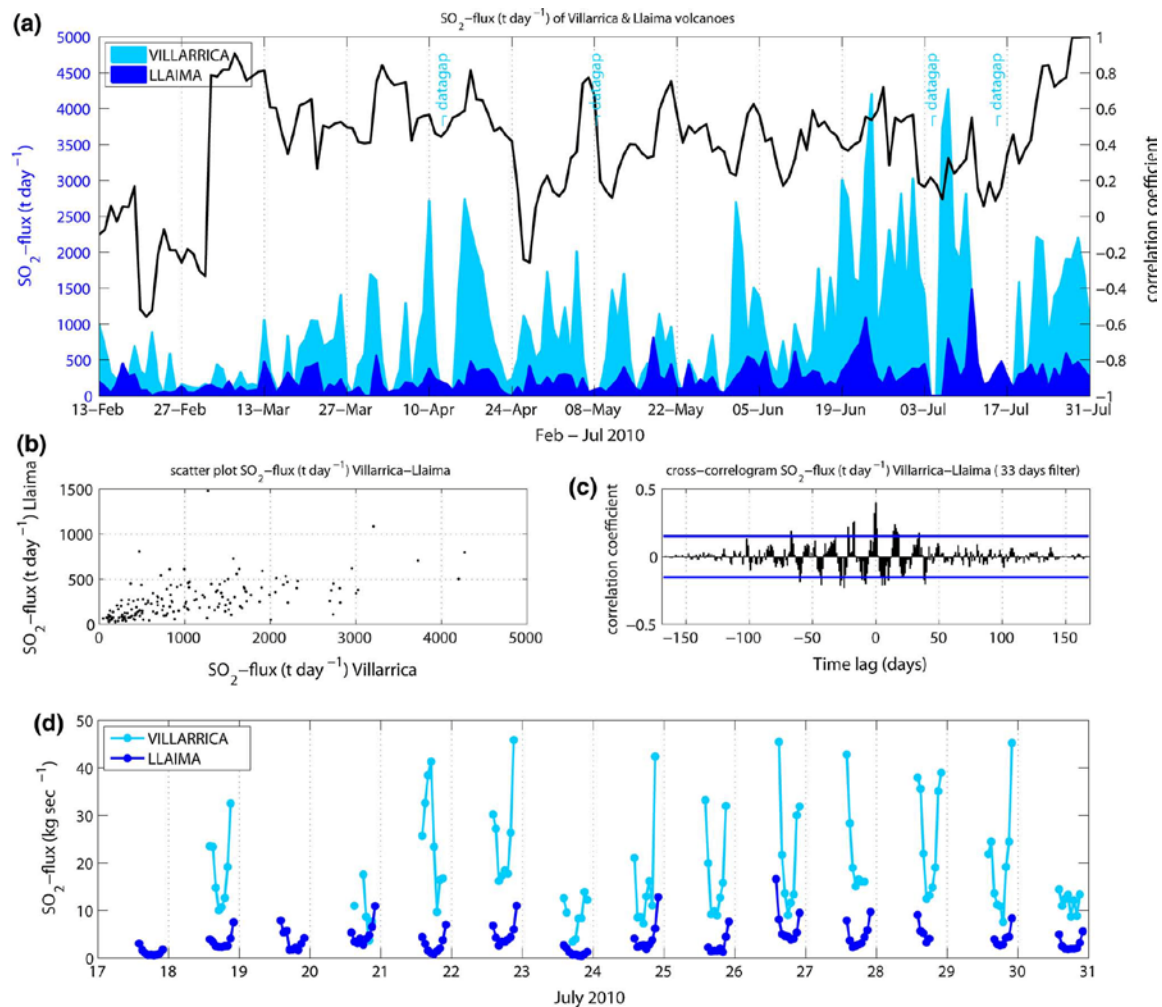 (a)
SO2-flux (t day-1) of Villarrica & Llaima volcanoes
VILLARRICA
LLAIMA
¬ datagap
¬ datagap
¬ datagap
¬ datagap
5000
4500
4000
3500
3000
2500
2000
1500
1000
500
0
SO2-flux (t day-1)
1
0.8
0.6
0.4
0.2
0
-0.2
-0.4
-0.6
-0.8
-1
correlation coefficient
13-Feb 27-Feb 13-Mar 27-Mar 10-Apr 24-Apr 08-May 22-May 05-Jun 19-Jun 03-Jul 17-Jul 31-Jul
Feb - Jul 2010
(b)
scatter plot SO2-flux (t day-1) Villarrica-Llaima
1500
1000
500
0
SO2-flux (t day-1) Llaima
0 1000 2000 3000 4000 5000
SO2-flux (t day-1) Villarrica
(c)
cross-correlogram SO2-flux (t day-1) Villarrica-Llaima ( 33 days filter)
0.5
0
-0.5
correlation coefficient
-150 -100 -50 0 50 100 150
Time lag (days)
(d)
VILLARRICA
LLAIMA
50
40
30
20
10
0
SO2-flux (kg sec-1)
17 18 19 20 21 22 23 24 25 26 27 28 29 30 31
July 2010